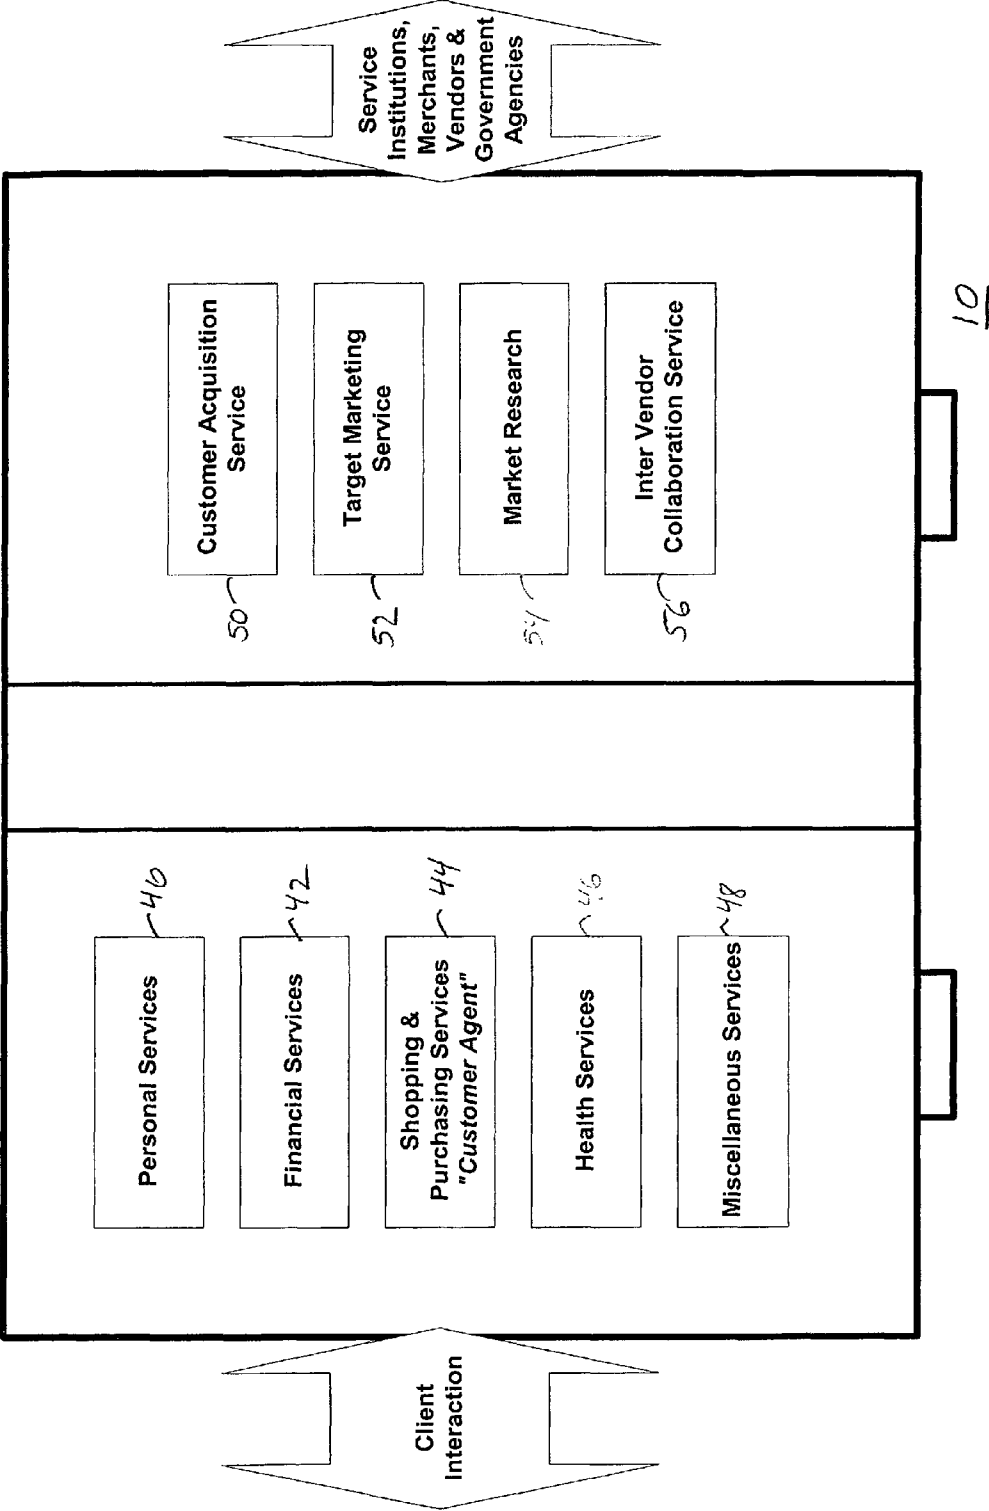 Client
Interaction
Personal Services
40
Financial Services
42
Shopping &
Purchasing Services
"Customer Agent"
44
Health Services
46
Miscellaneous Services
48
50
Customer Acquisition
Service
52
Target Marketing
Service
54
Market Research
56
Inter Vendor
Collaboration Service
Service
Institutions,
Merchants,
Vendors &
Government
Agencies
10